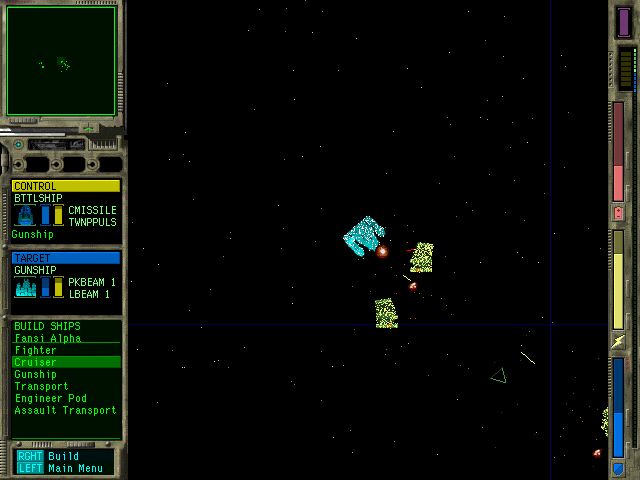 CONTROL
BTTLSHIP
CMISSILE
TWNPPULS
Gunship
TARGET
GUNSHIP
PKBEAM 1
LBEAM 1
BUILD SHIPS
Fansi Alpha
Fighter
Cruiser
Gunship
Transport
Engineer Pod
Assault Transport
RGHT Build
LEFT Main Menu